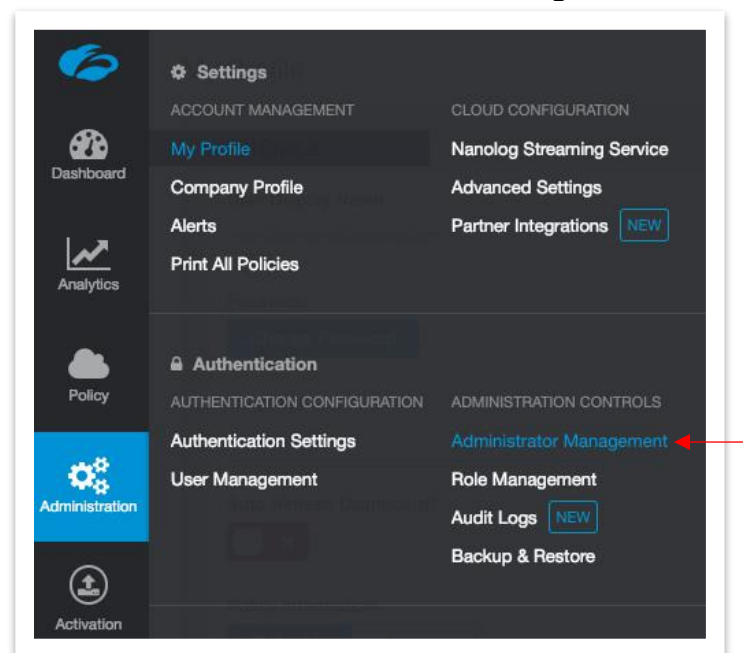 Dashboard
Analytics
Policy
Administration
Activation
Settings
ACCOUNT MANAGEMENT
My Profile
Company Profile
Alerts
Print All Policies
CLOUD CONFIGURATION
Nanolog Streaming Service
Advanced Settings
Partner Integrations NEW
Authentication
AUTHENTICATION CONFIGURATION
Authentication Settings
User Management
ADMINISTRATION CONTROLS
Administrator Management
Role Management
Audit Logs NEW
Backup & Restore